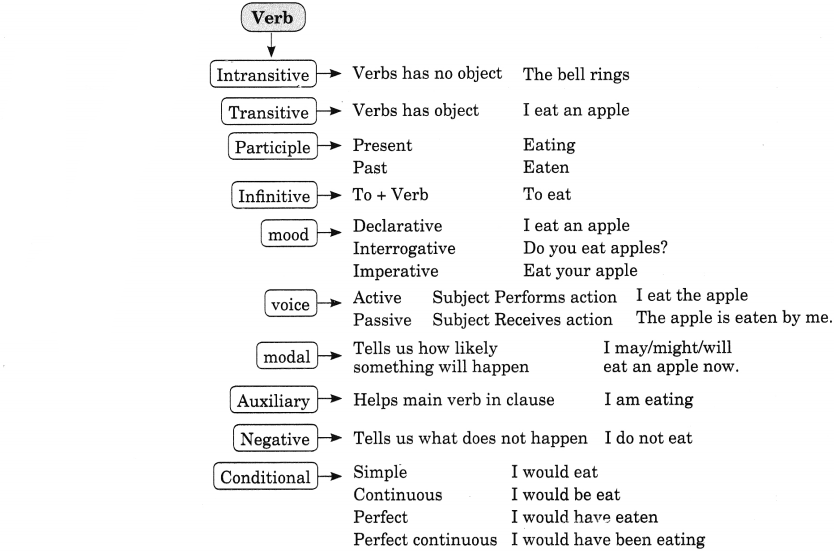 Verb
Intransitive Verbs has no object The bell rings
Transitive Verbs has object I eat an apple
Participle Present Eating
Past Eaten
Infinitive To + Verb To eat
mood Declarative I eat an apple
Interrogative Do you eat apples?
Imperative Eat your apple
voice Active Subject Performs action I eat the apple
Passive Subject Receives action The apple is eaten by me.
modal Tells us how likely I may/might/will
something will happen eat an apple now.
Auxiliary Helps main verb in clause I am eating
Negative Tells us what does not happen I do not eat
Conditional Simple I would eat
Continuous I would be eat
Perfect I would have eaten
Perfect continuous I would have been eating